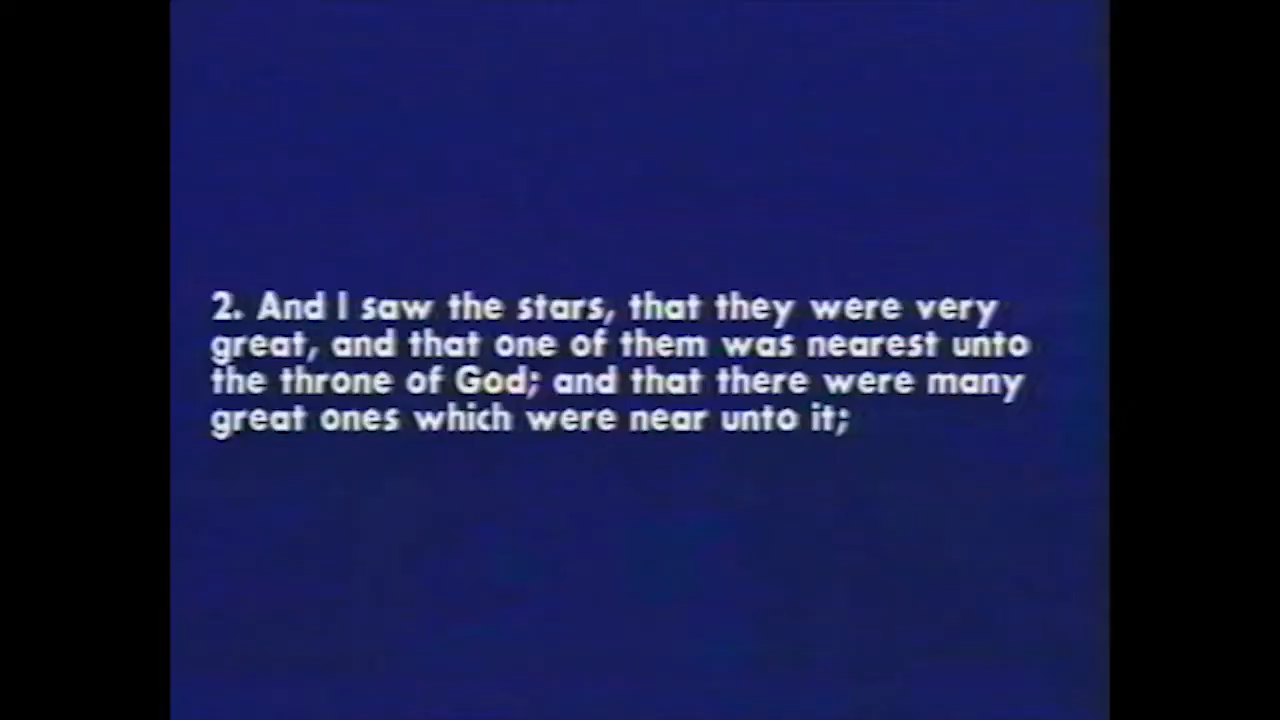 2. And I saw the stars, that they were very
great, and that one of them was nearest unto
the throne of God; and that there were many
great ones which were near unto it;